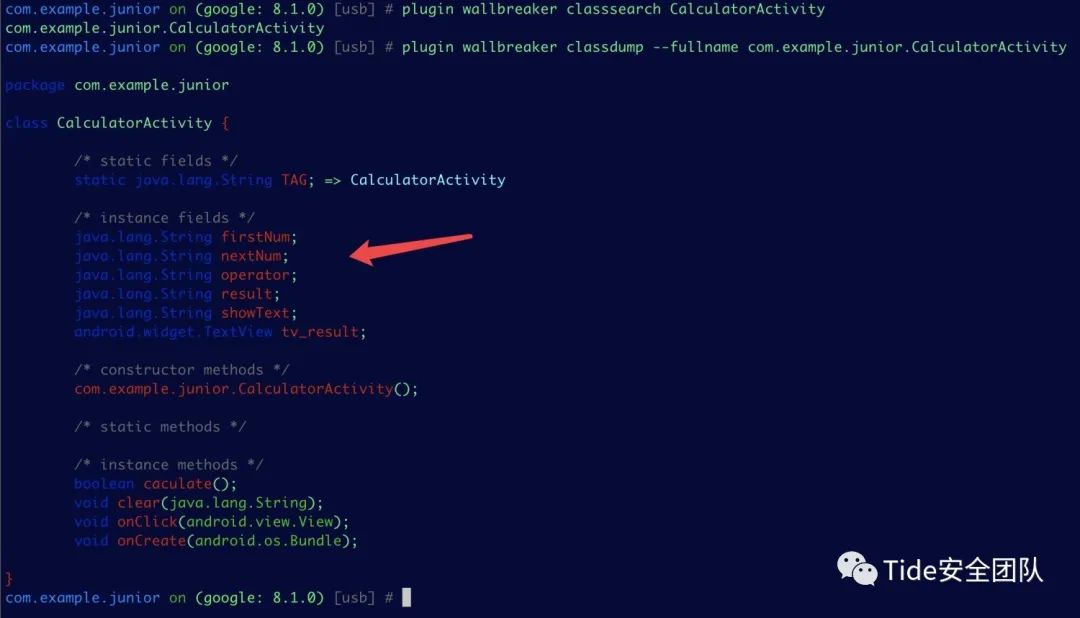 com.example.junior on (google: 8.1.0) [usb] # plugin wallbreaker classsearch CalculatorActivity
com.example.junior.CalculatorActivity
com.example.junior on (google: 8.1.0) [usb] # plugin wallbreaker classdump --fullname com.example.junior.CalculatorActivity
package com.example.junior
class CalculatorActivity {
/* static fields */
static java.lang.String TAG; => CalculatorActivity
/* instance fields */
java.lang.String firstNum;
java.lang.String nextNum;
java.lang.String operator;
java.lang.String result;
java.lang.String showText;
android.widget.TextView tv_result;
/* constructor methods */
com.example.junior.CalculatorActivity();
/* static methods */
/* instance methods */
boolean caculate();
void clear(java.lang.String);
void onClick(android.view.View);
void onCreate(android.os.Bundle);
}
com.example.junior on (google: 8.1.0) [usb] #
Tide安全团队